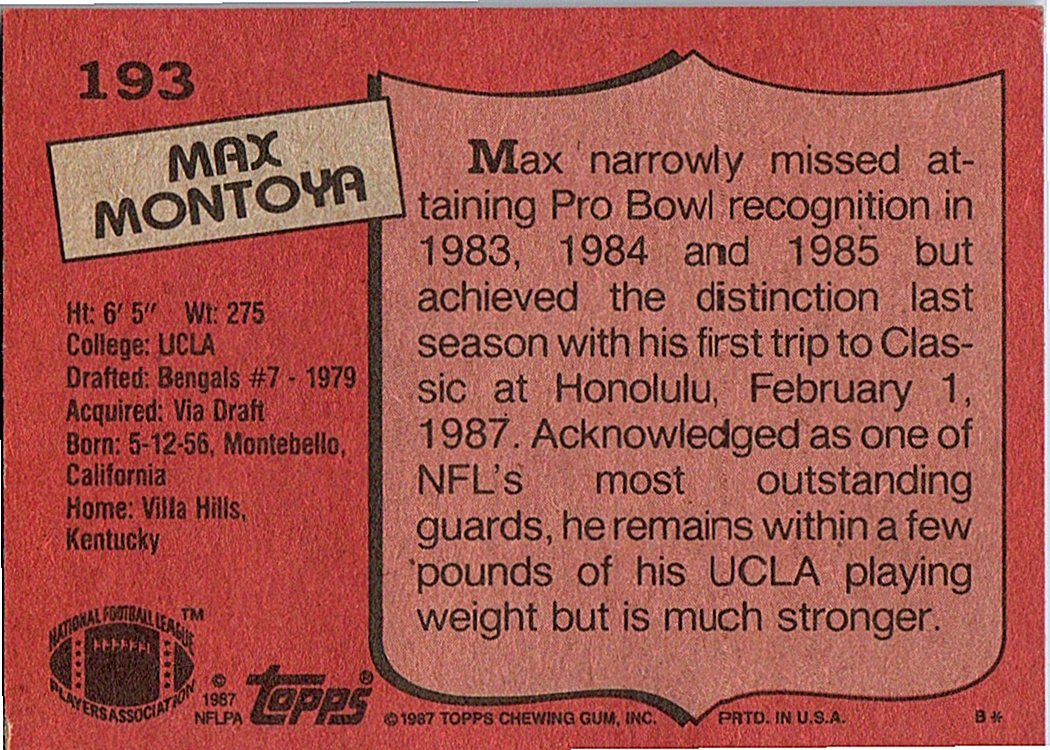 193
MAX
MONTOYA
Ht: 6' 5" Wt: 275
College: UCLA
Drafted: Bengals #7 - 1979
Acquired: Via Draft
Born: 5-12-56, Montebello,
California
Home: Villa Hills,
Kentucky
Max narrowly missed at-
taining Pro Bowl recognition in
1983, 1984 and 1985 but
achieved the distinction last
season with his first trip to Clas-
sic at Honolulu, February 1,
1987. Acknowledged as one of
NFL's most outstanding
guards, he remains within a few
pounds of his UCLA playing
weight but is much stronger.
NATIONAL FOOTBALL LEAGUE ™
PLAYERS ASSOCIATION
© 1987
NFLPA
Topps®
© 1987 TOPPS CHEWING GUM, INC. PRTD. IN U.S.A. B*